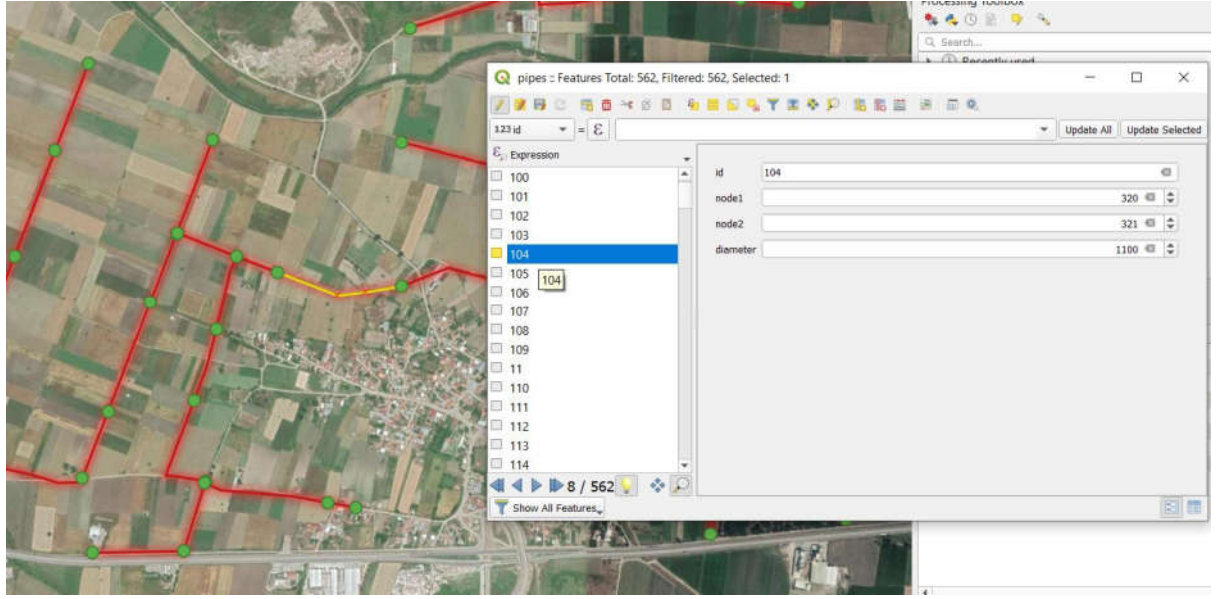 Processing Toolbox
Search...
Recently used
pipes :: Features Total: 562, Filtered: 562, Selected: 1
123 id = ε Update All Update Selected
Expression
100
101
102
103
104
105
104
106
107
108
109
11
110
111
112
113
114
id 104
node1 320
node2 321
diameter 1100
8 / 562
Show All Features